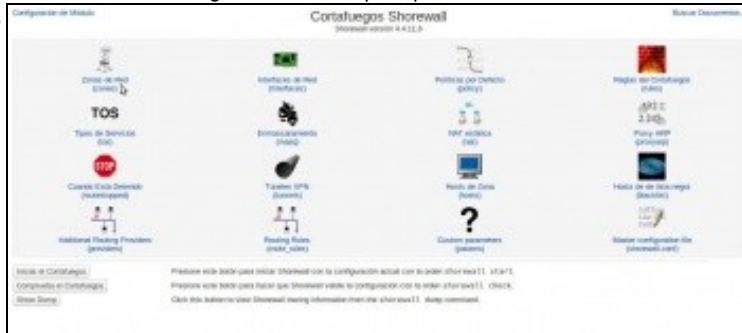 Configuración de Módulo
Cortafuegos Shorewall
Buscar Documentos..
Shorewall versión 4.4.11.6
Zonas de Red
(zones)
Interfaces de Red
(interfaces)
Políticas por Defecto
(policy)
Reglas del Cortafuegos
(rules)
TOS
Tipos de Servicios
(tos)
Enmascaramiento
(masq)
NAT estática
(nat)
Proxy ARP
(proxyarp)
STOP
Cuando Está Detenido
(routestopped)
Túneles VPN
(tunnels)
Hosts de Zona
(hosts)
Hosts de de lista negra
(blacklist)
Additional Routing Providers
(providers)
Routing Rules
(route_rules)
?
Custom parameters
(params)
Master configuration file
(shorewall.conf)
Iniciar el Cortafuegos
Presione este botón para iniciar Shorewall con la configuración actual con la orden shorewall start.
Comprueba el Cortafuegos
Presione este botón para hacer que Shorewall valide tu configuración con la orden shorewall check.
Show Dump
Click this button to view Shorewall tracing information from the shorewall dump command.